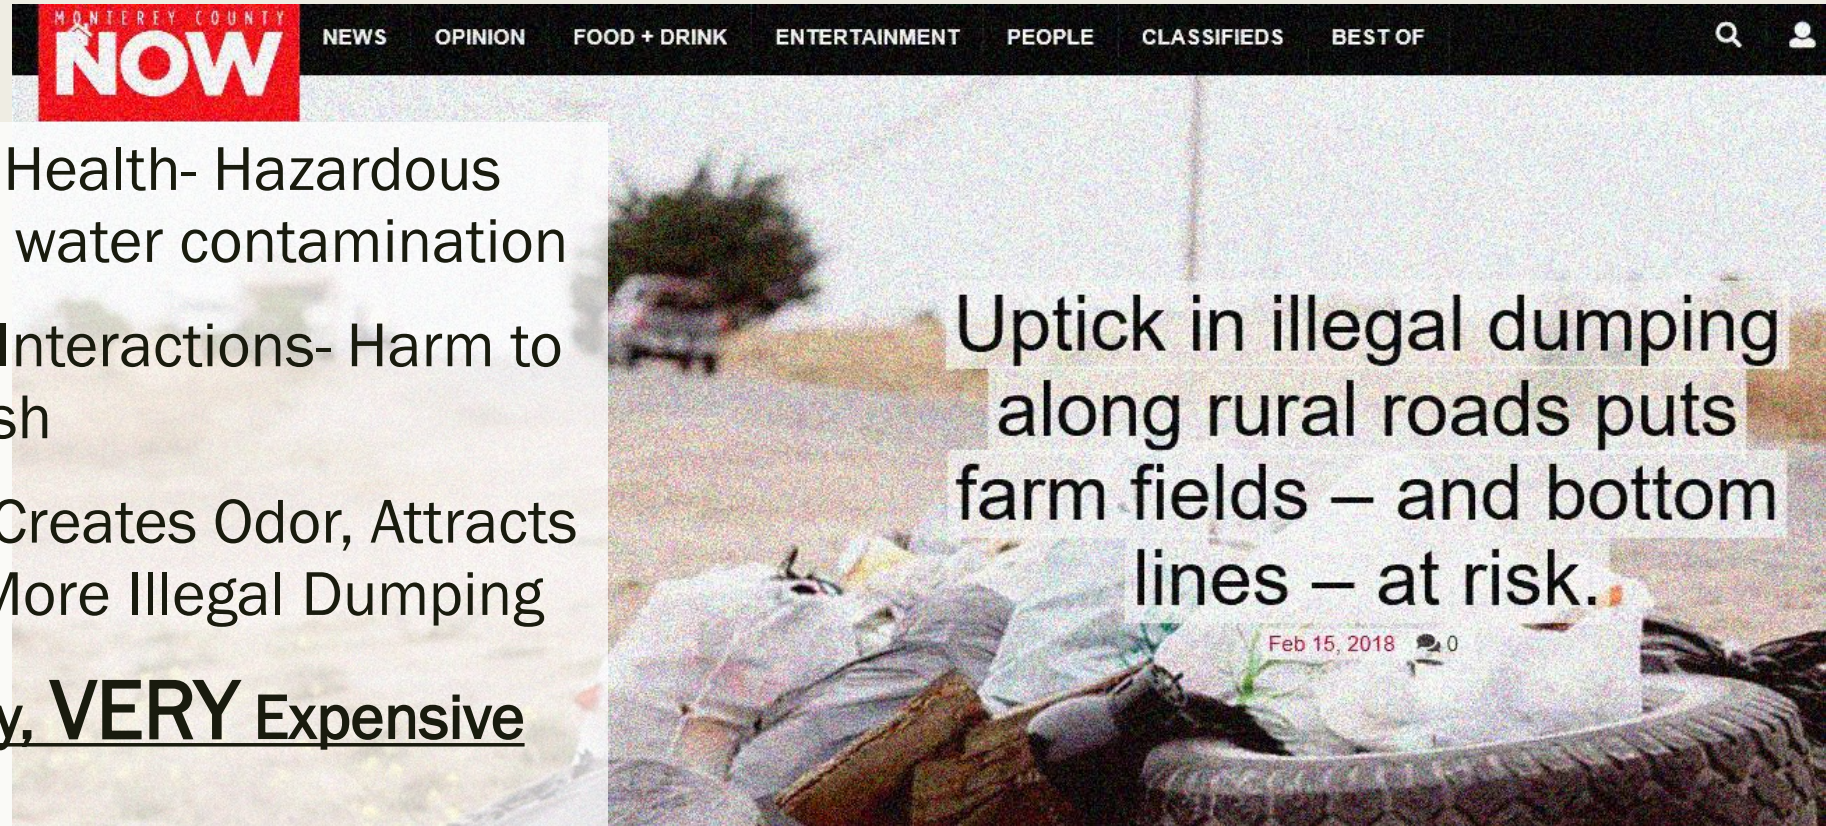 MONTEREY COUNTY
NOW
NEWS OPINION FOOD + DRINK ENTERTAINMENT PEOPLE CLASSIFIEDS BEST OF
Health- Hazardous
water contamination
Interactions- Harm to
sh
Creates Odor, Attracts
More Illegal Dumping
y, VERY Expensive
Uptick in illegal dumping
along rural roads puts
farm fields – and bottom
lines – at risk.
Feb 15, 2018 0